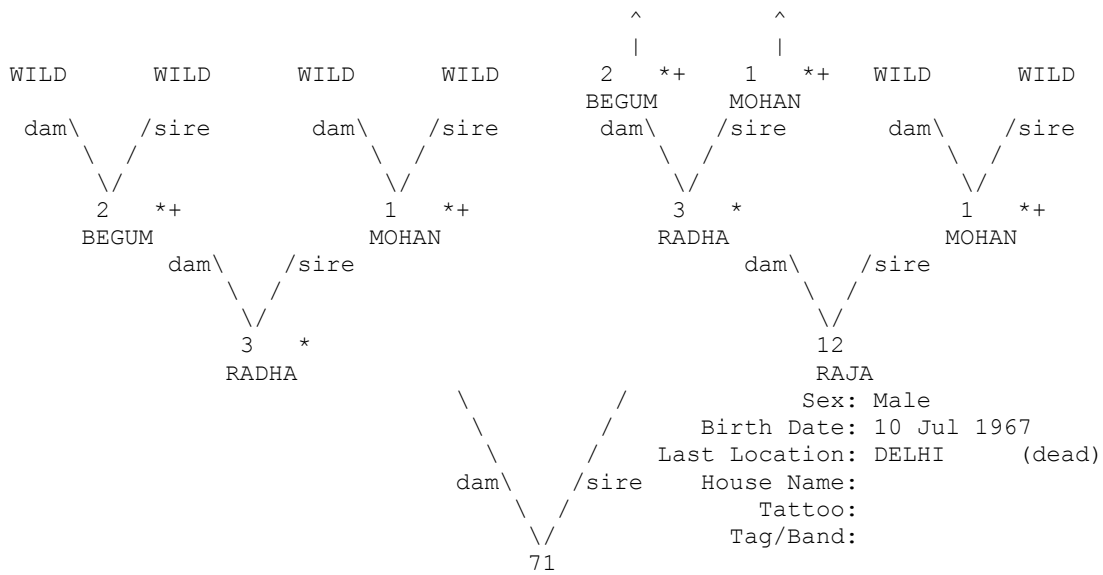 ^ ^
| |
WILD WILD WILD WILD 2 *+ 1 *+ WILD WILD
BEGUM MOHAN
dam\ /sire dam\ /sire dam\ /sire dam\ /sire
\ / \ / \ / \ /
\/ \/ \/ \/
2 *+ 1 *+ 3 * 1 *+
BEGUM MOHAN RADHA MOHAN
dam\ /sire dam\ /sire
\ / \ /
\/ \/
3 * 12
RADHA RAJA
\ / Sex: Male
\ / Birth Date: 10 Jul 1967
\ / Last Location: DELHI (dead)
dam\ /sire House Name:
\ / Tattoo:
\/ Tag/Band:
71